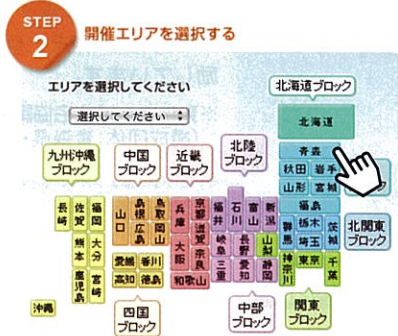 STEP
2
開催エリアを選択する
エリアを選択してください
選択してください
北海道ブロック
北海道
九州沖縄
ブロック
中国
ブロック
近畿
ブロック
北陸
ブロック
青森
秋田 岩手
山形 宮城
福島
北関東
ブロック
長崎
佐賀
福岡
熊本
大分
鹿児島
宮崎
沖縄
山口
島根
鳥取
広島
岡山
愛媛 香川
高知 徳島
四国
ブロック
兵庫
京都
滋賀
大阪
奈良
和歌山
福井
石川
富山
新潟
岐阜
長野
山梨
三重
愛知
静岡
中部
ブロック
群馬
栃木
茨城
埼玉
神奈川
東京
千葉
関東
ブロック